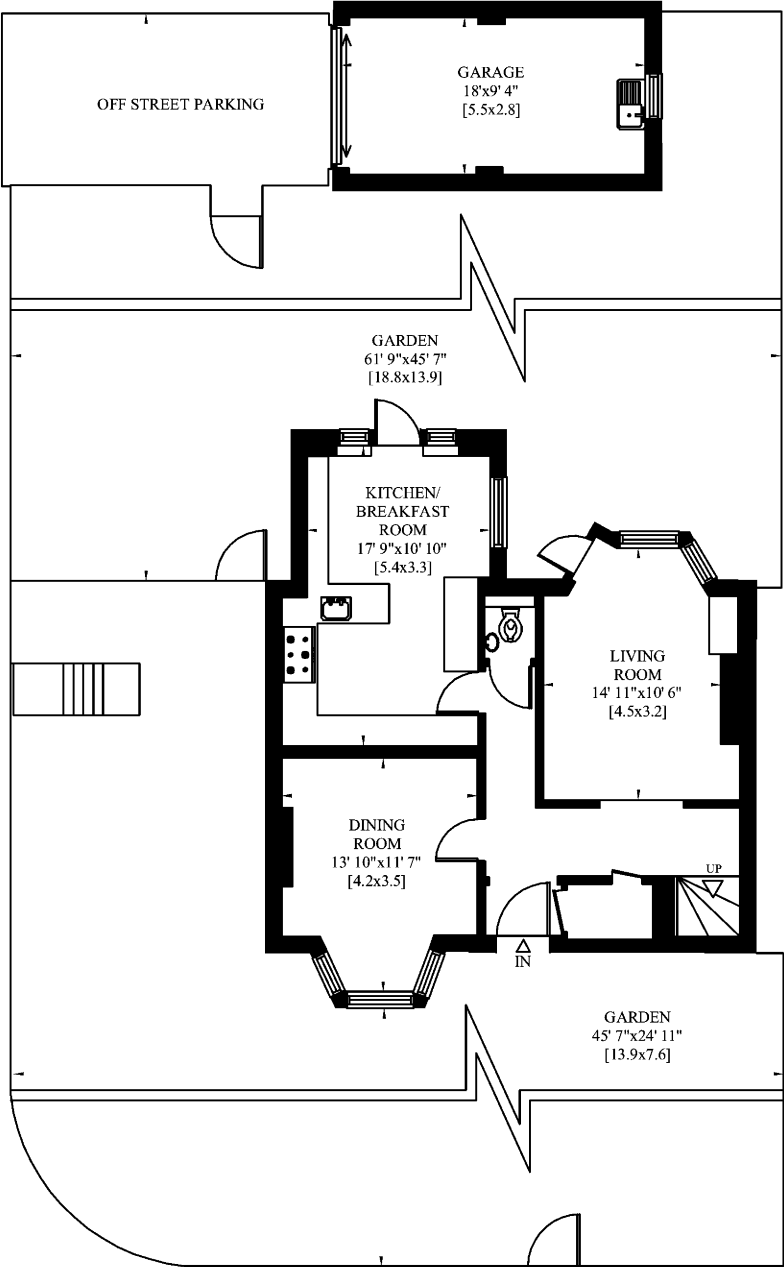 GARAGE
18'x9' 4"
[5.5x2.8]
OFF STREET PARKING
GARDEN
61' 9"x45' 7"
[18.8x13.9]
KITCHEN/
BREAKFAST
ROOM
17' 9"x10' 10"
[5.4x3.3]
LIVING
ROOM
14' 11"x10' 6"
[4.5x3.2]
DINING
ROOM
13' 10"x11' 7"
[4.2x3.5]
UP
IN
GARDEN
45' 7"x24' 11"
[13.9x7.6]